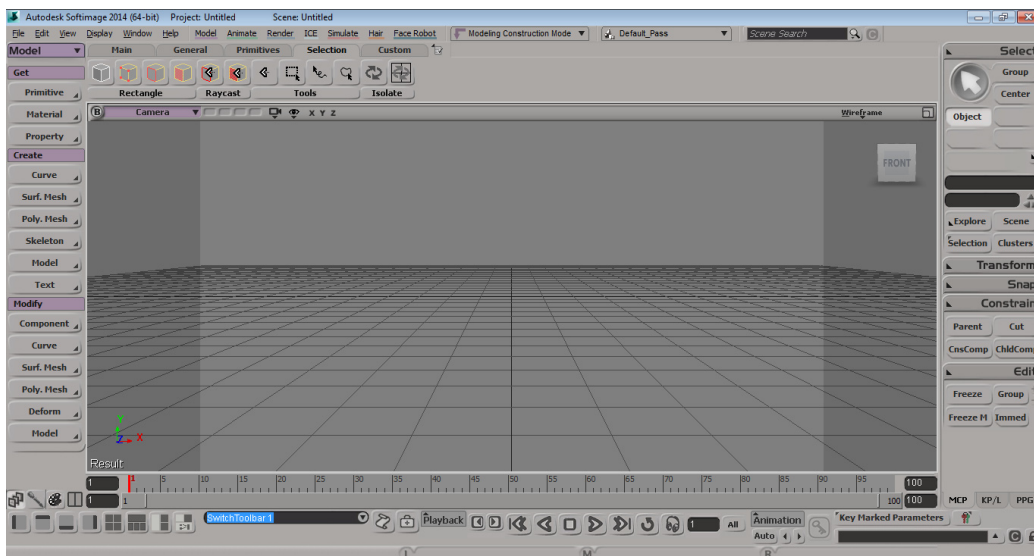 Autodesk Softimage 2014 (64-bit) Project: Untitled Scene: Untitled
File Edit View Display Window Help Model Animate Render ICE Simulate Hair Face Robot Modeling Construction Mode Default_Pass Scene Search
Model Main General Primitives Selection Custom Select
Get
Primitive
Material
Property
Create
Curve
Surf. Mesh
Poly. Mesh
Skeleton
Model
Text
Modify
Component
Curve
Surf. Mesh
Poly. Mesh
Deform
Model
Rectangle Raycast Tools Isolate
B Camera X Y Z Wireframe
FRONT
Y
Z X
Result
Group
Center
Object
Explore Scene
Selection Clusters
Transform
Snap
Constrain
Parent Cut
CnsComp ChldComp
Edit
Freeze Group
Freeze M Immed
1 1 5 10 15 20 25 30 35 40 45 50 55 60 65 70 75 80 85 90 95 100
1 1 100 100
MCP KP/L PPG
SwitchToolbar 1 Playback 1 All Animation "Key Marked Parameters
Auto
L M R